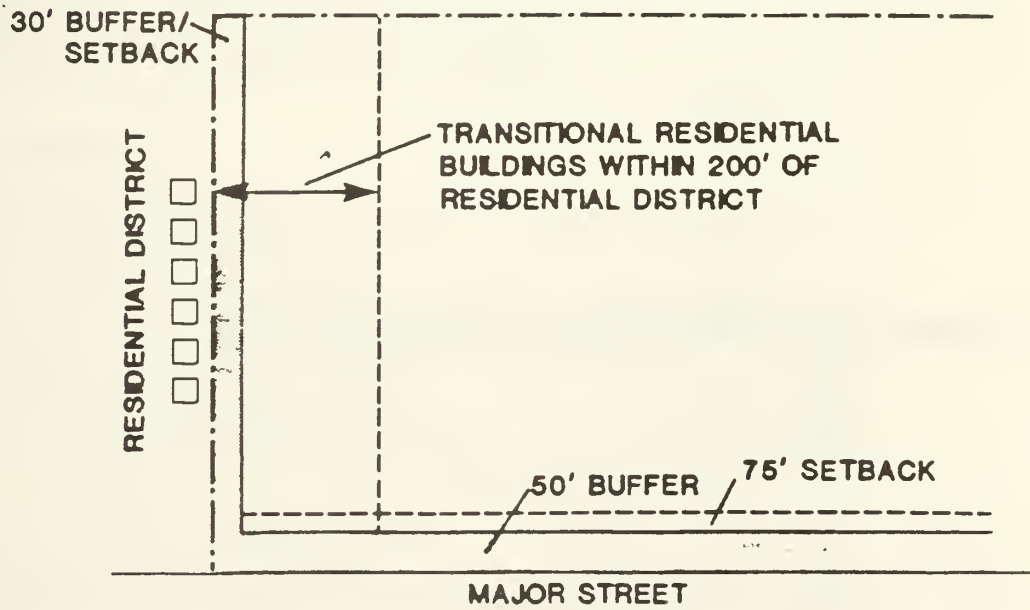 30' BUFFER/
SETBACK
TRANSITIONAL RESIDENTIAL
BUILDINGS WITHIN 200' OF
RESIDENTIAL DISTRICT
RESIDENTIAL DISTRICT
50' BUFFER
75' SETBACK
MAJOR STREET